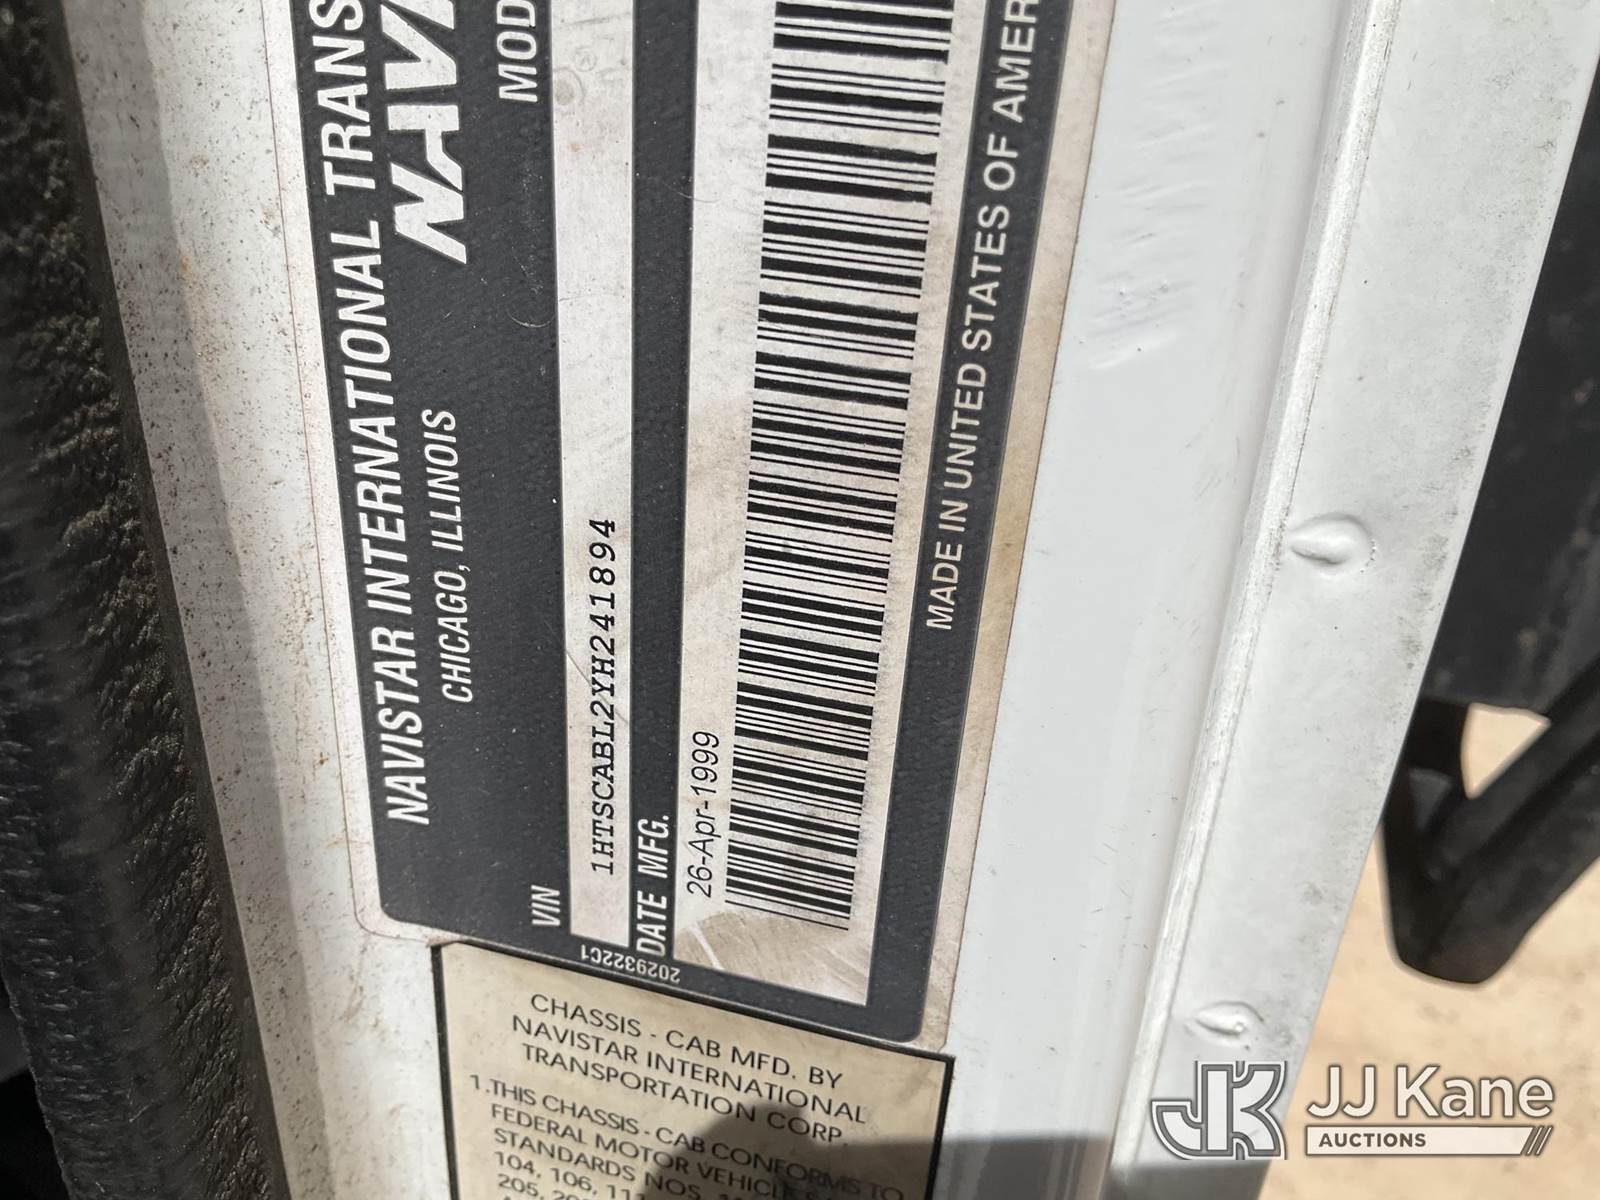 NAVISTAR INTERNATIONAL TRANS
CHICAGO, ILLINOIS
MOD
VIN
1HTSCABL2YH241894
DATE MFG.
26-Apr-1999
MADE IN UNITED STATES OF AMER
2029322C1
CHASSIS - CAB MFD. BY
NAVISTAR INTERNATIONAL
TRANSPORTATION CORP.
1. THIS CHASSIS - CAB CONFORMS TO
FEDERAL MOTOR VEHICLE
STANDARDS NOS.
104, 106, 111
205,
JK
JJ Kane
AUCTIONS